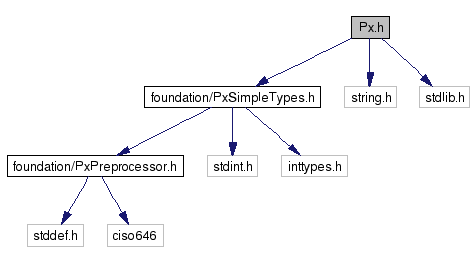 Px.h
foundation/PxSimpleTypes.h
string.h
stdlib.h
foundation/PxPreprocessor.h
stdint.h
inttypes.h
stddef.h
ciso646